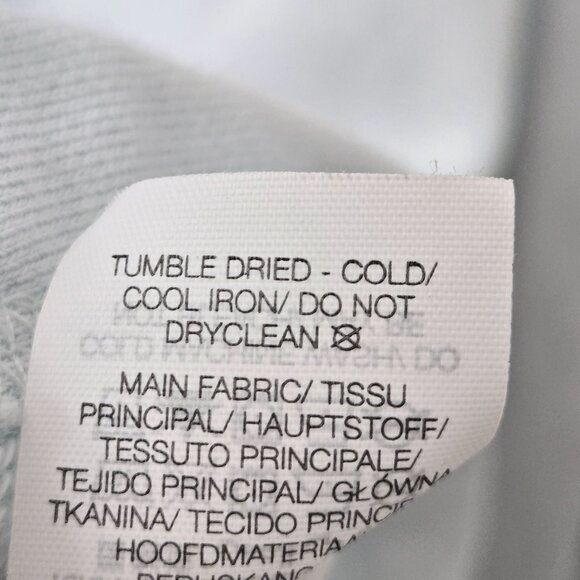 TUMBLE DRIED - COLD/
COOL IRON/ DO NOT
DRYCLEAN
MAIN FABRIC/ TISSU
PRINCIPAL/ HAUPTSTOFF/
TESSUTO PRINCIPALE/
TEJIDO PRINCIPAL/ GŁÓWNA
TKANINA/ TECIDO